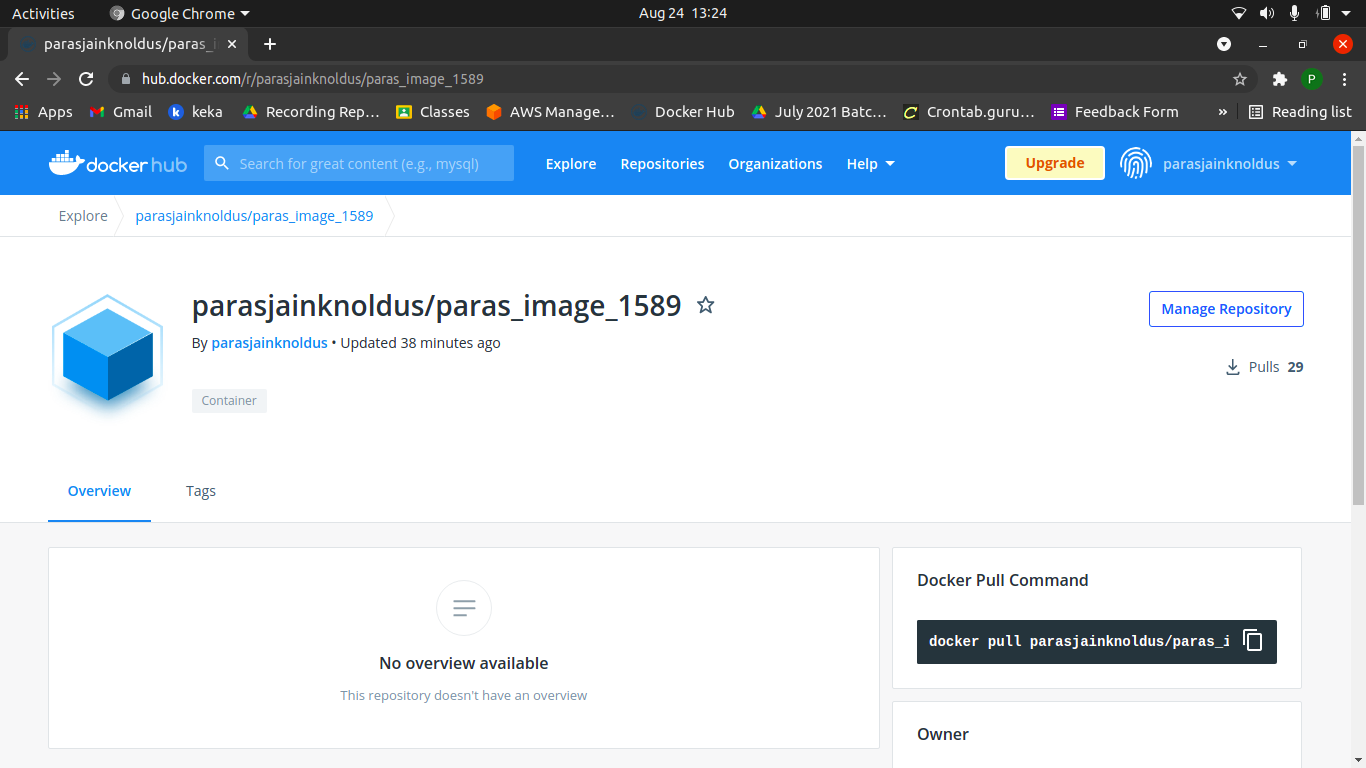 Activities Google Chrome Aug 24 13:24
parasjainknoldus/paras_i
hub.docker.com/r/parasjainknoldus/paras_image_1589 P
Apps Gmail k keka Recording Rep… Classes AWS Manage… Docker Hub July 2021 Batc… Crontab.guru… Feedback Form » Reading list
docker hub Search for great content (e.g., mysql) Explore Repositories Organizations Help Upgrade parasjainknoldus
Explore parasjainknoldus/paras_image_1589
parasjainknoldus/paras_image_1589
Manage Repository
By parasjainknoldus • Updated 38 minutes ago
Pulls 29
Container
Overview Tags
Docker Pull Command
docker pull parasjainknoldus/paras_i
No overview available
This repository doesn't have an overview
Owner